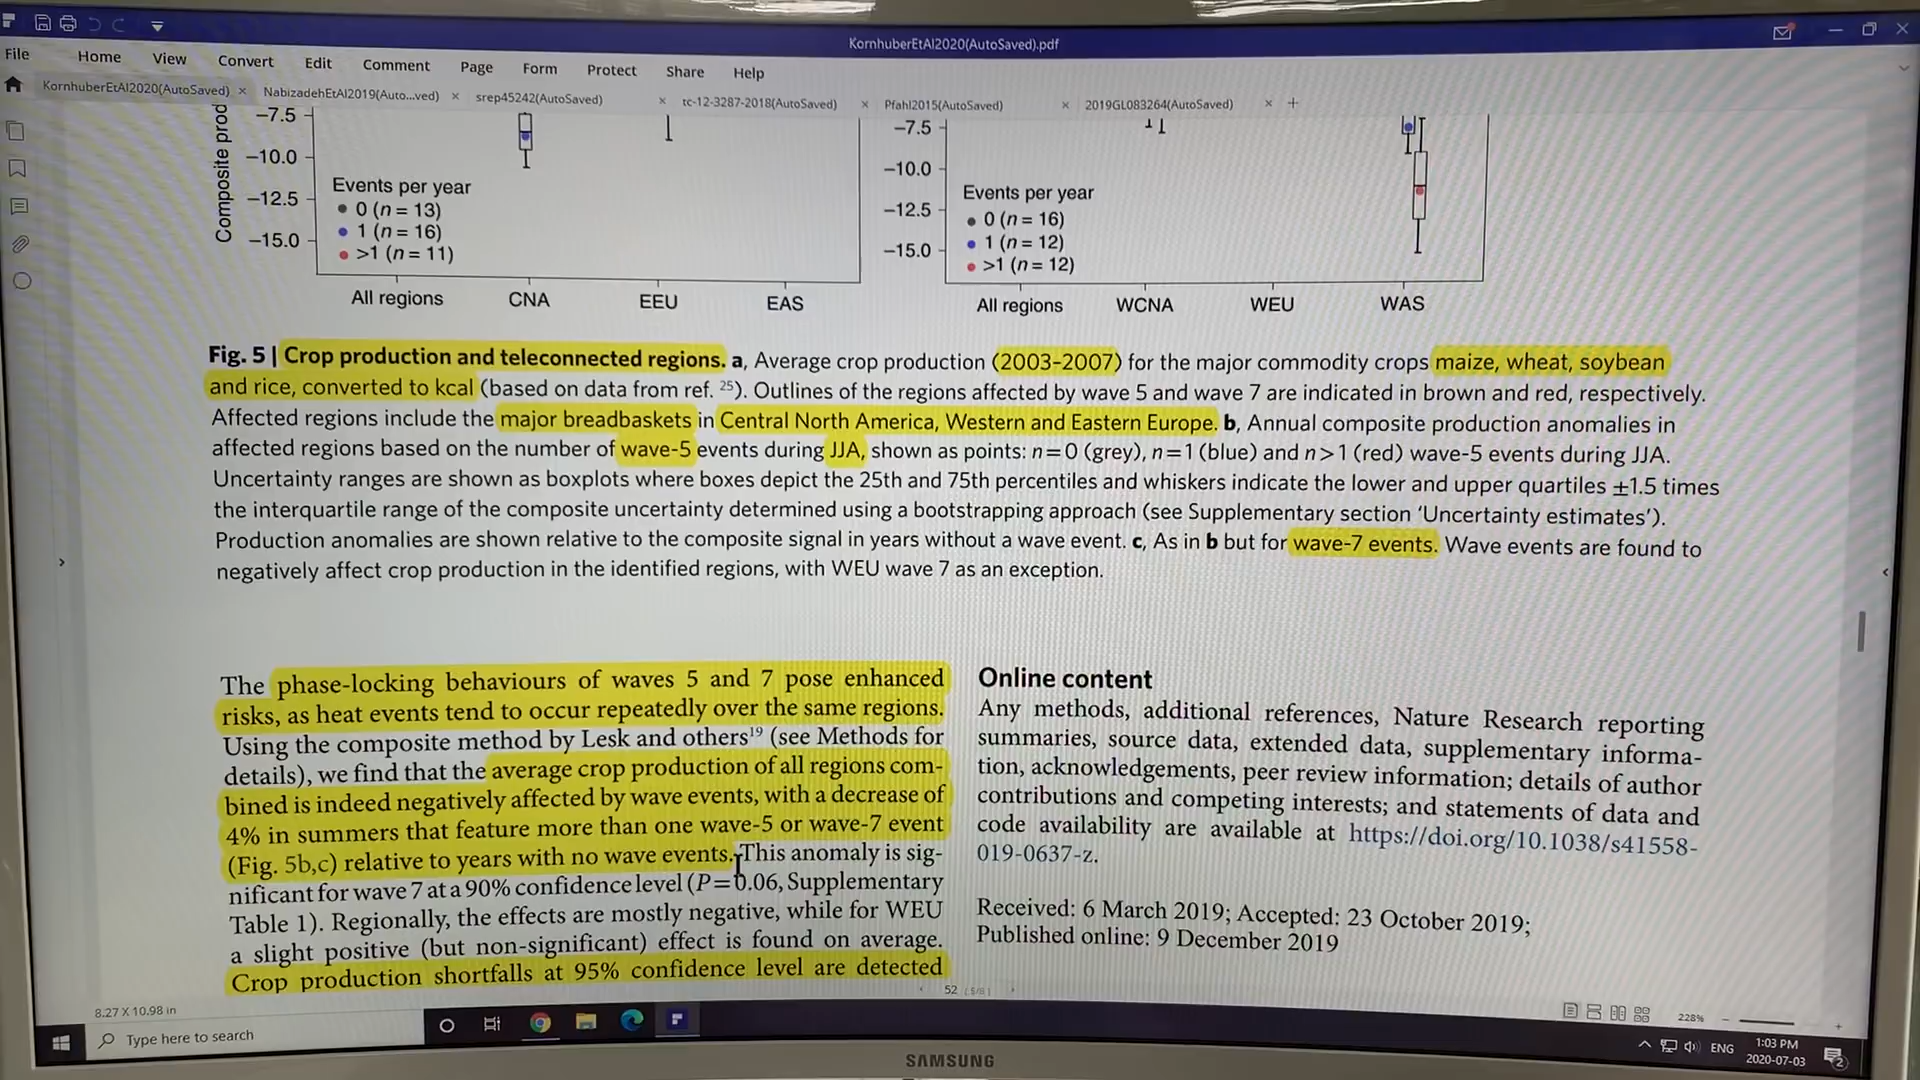 KornhuberEtAl2020(AutoSaved).pdf
File Home View Convert Edit Comment Page Form Protect Share Help
KornhuberEtAl2020(AutoSaved) × NabizadehEtAl2019(Auto...ved) × srep45242(AutoSaved) × tc-12-3287-2018(AutoSaved) × Pfahl2015(AutoSaved) × 2019GL083264(AutoSaved) × +
Composite prod
−7.5
−10.0
−12.5
−15.0
Events per year
0 (n = 13)
1 (n = 16)
>1 (n = 11)
All regions CNA EEU EAS
−7.5
−10.0
−12.5
−15.0
Events per year
0 (n = 16)
1 (n = 12)
>1 (n = 12)
All regions WCNA WEU WAS
Fig. 5 | Crop production and teleconnected regions. a, Average crop production (2003–2007) for the major commodity crops maize, wheat, soybean
and rice, converted to kcal (based on data from ref. 25). Outlines of the regions affected by wave 5 and wave 7 are indicated in brown and red, respectively.
Affected regions include the major breadbaskets in Central North America, Western and Eastern Europe. b, Annual composite production anomalies in
affected regions based on the number of wave-5 events during JJA, shown as points: n=0 (grey), n=1 (blue) and n>1 (red) wave-5 events during JJA.
Uncertainty ranges are shown as boxplots where boxes depict the 25th and 75th percentiles and whiskers indicate the lower and upper quartiles ±1.5 times
the interquartile range of the composite uncertainty determined using a bootstrapping approach (see Supplementary section 'Uncertainty estimates').
Production anomalies are shown relative to the composite signal in years without a wave event. c, As in b but for wave-7 events. Wave events are found to
negatively affect crop production in the identified regions, with WEU wave 7 as an exception.
The phase-locking behaviours of waves 5 and 7 pose enhanced
risks, as heat events tend to occur repeatedly over the same regions.
Using the composite method by Lesk and others19 (see Methods for
details), we find that the average crop production of all regions com-
bined is indeed negatively affected by wave events, with a decrease of
4% in summers that feature more than one wave-5 or wave-7 event
(Fig. 5b,c) relative to years with no wave events. This anomaly is sig-
nificant for wave 7 at a 90% confidence level (P=0.06, Supplementary
Table 1). Regionally, the effects are mostly negative, while for WEU
a slight positive (but non-significant) effect is found on average.
Crop production shortfalls at 95% confidence level are detected
Online content
Any methods, additional references, Nature Research reporting
summaries, source data, extended data, supplementary informa-
tion, acknowledgements, peer review information; details of author
contributions and competing interests; and statements of data and
code availability are available at https://doi.org/10.1038/s41558-
019-0637-z.
Received: 6 March 2019; Accepted: 23 October 2019;
Published online: 9 December 2019
8.27 X 10.98 in
52 (5/8)
228%
Type here to search
ENG
1:03 PM
2020-07-03
2
SAMSUNG